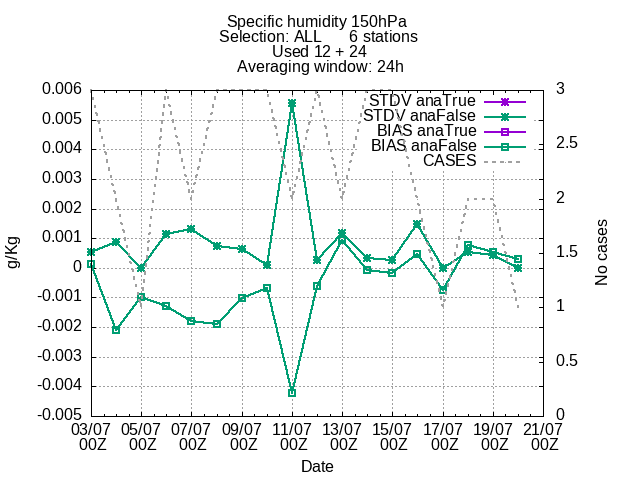 Specific humidity 150hPa
Selection: ALL      6 stations
Used 12 + 24
Averaging window: 24h
STDV anaTrue
STDV anaFalse
BIAS anaTrue
BIAS anaFalse
CASES
0.006
0.005
0.004
0.003
0.002
0.001
0
-0.001
-0.002
-0.003
-0.004
-0.005
g/Kg
3
2.5
2
1.5
1
0.5
0
No cases
03/07 05/07 07/07 09/07 11/07 13/07 15/07 17/07 19/07 21/07
00Z 00Z 00Z 00Z 00Z 00Z 00Z 00Z 00Z 00Z
Date